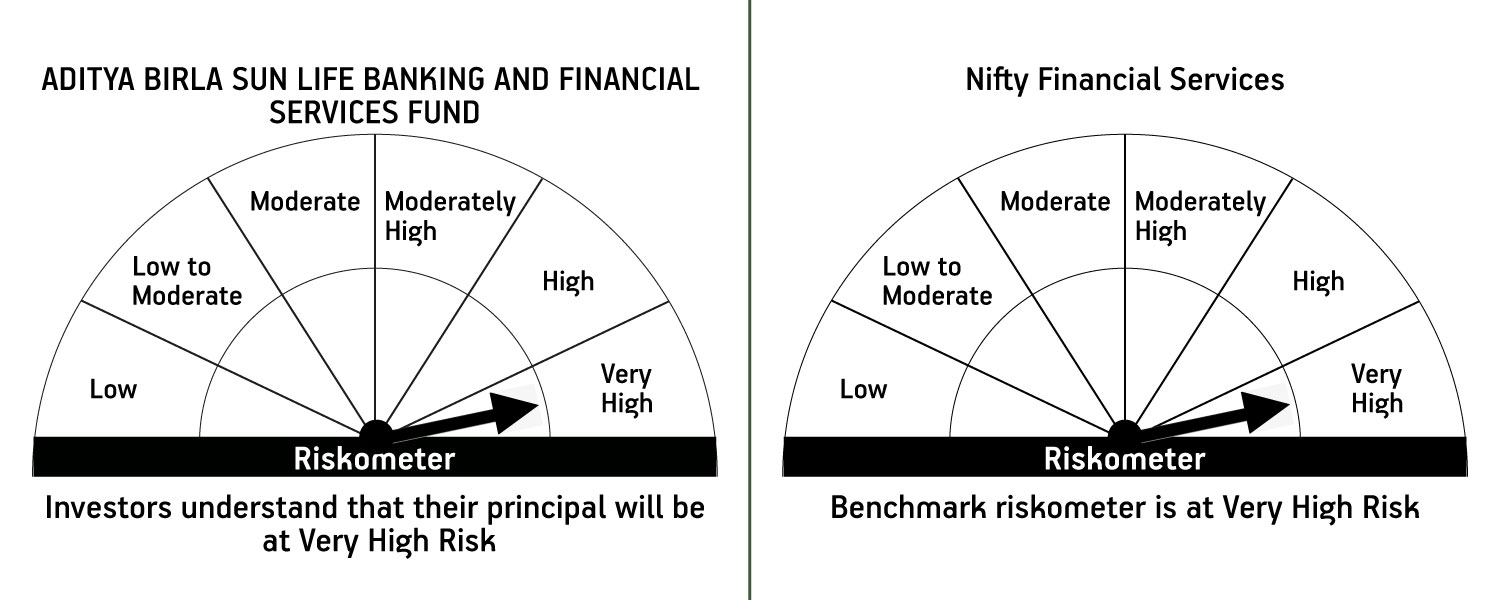 ADITYA BIRLA SUN LIFE BANKING AND FINANCIAL
SERVICES FUND
Moderate
Moderately
High
Low to
Moderate
High
Low
Very
High
Riskometer
Investors understand that their principal will be
at Very High Risk
Nifty Financial Services
Moderate
Moderately
High
Low to
Moderate
High
Low
Very
High
Riskometer
Benchmark riskometer is at Very High Risk